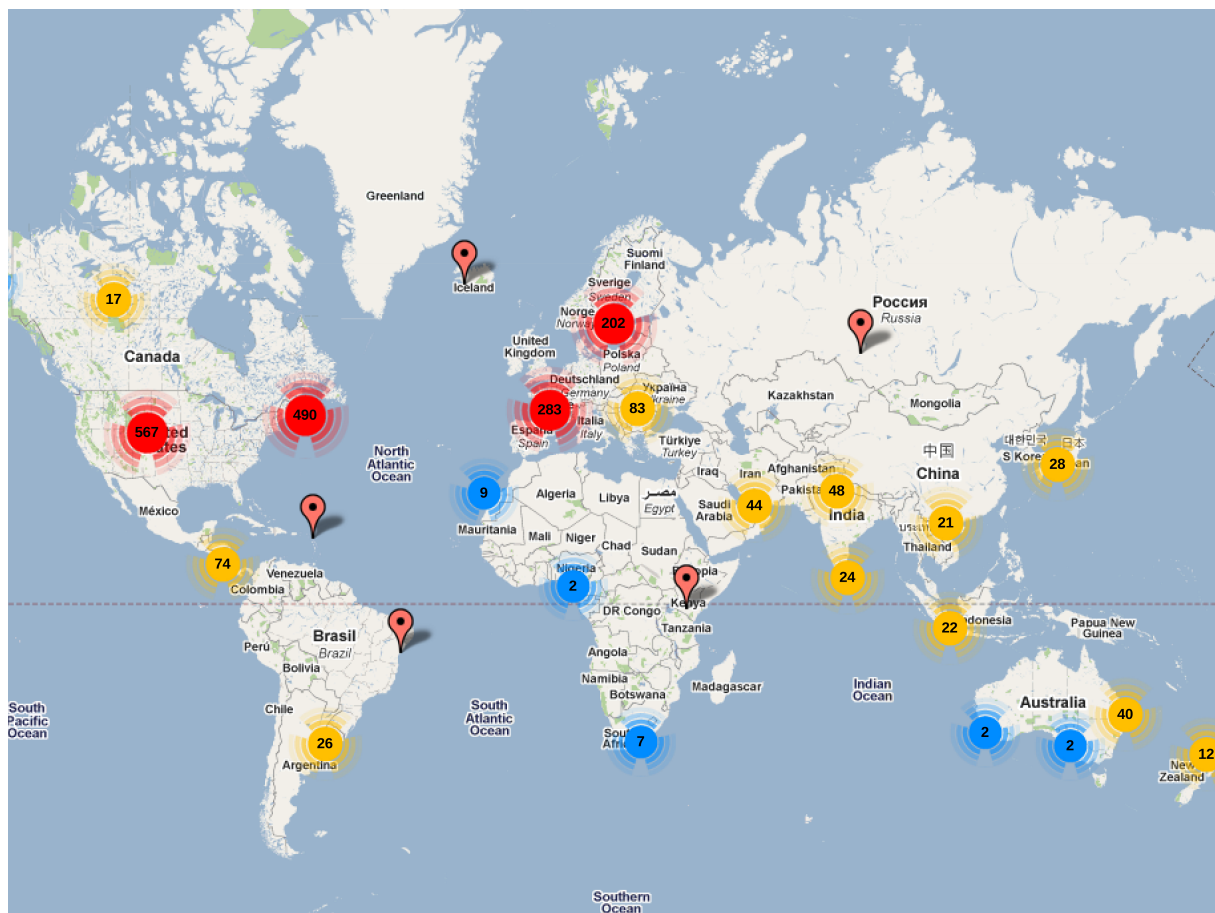 Greenland
Suomi
Finland
Iceland
Sverige
Sweden
17
Россия
Russia
Norge
Norway
202
United
Kingdom
Canada
Polska
Poland
Deutschland
Germany
Україна
Kazakhstan
Mongolia
490
283
83
567
España
Spain
Italia
Italy
Türkiye
Turkey
대한민국
日本
中国
China
S Korea
28
North
Atlantic
Ocean
Iraq
Iran
Afghanistan
Pakistan
48
9
Algeria
Libya
مصر
Egypt
Saudi
Arabia
44
India
México
Mauritania
Mali
Niger
Chad
Sudan
21
Thailand
74
Venezuela
Colombia
Nigeria
2
Ethiopia
24
Kenya
DR Congo
Tanzania
22
Indonesia
Papua New
Guinea
Brasil
Brazil
Perú
Bolivia
Angola
Namibia
Botswana
Madagascar
Indian
Ocean
Australia
Chile
South
Pacific
Ocean
South
Atlantic
Ocean
40
26
Argentina
South
Africa
7
2
2
12
New
Zealand
Southern
Ocean